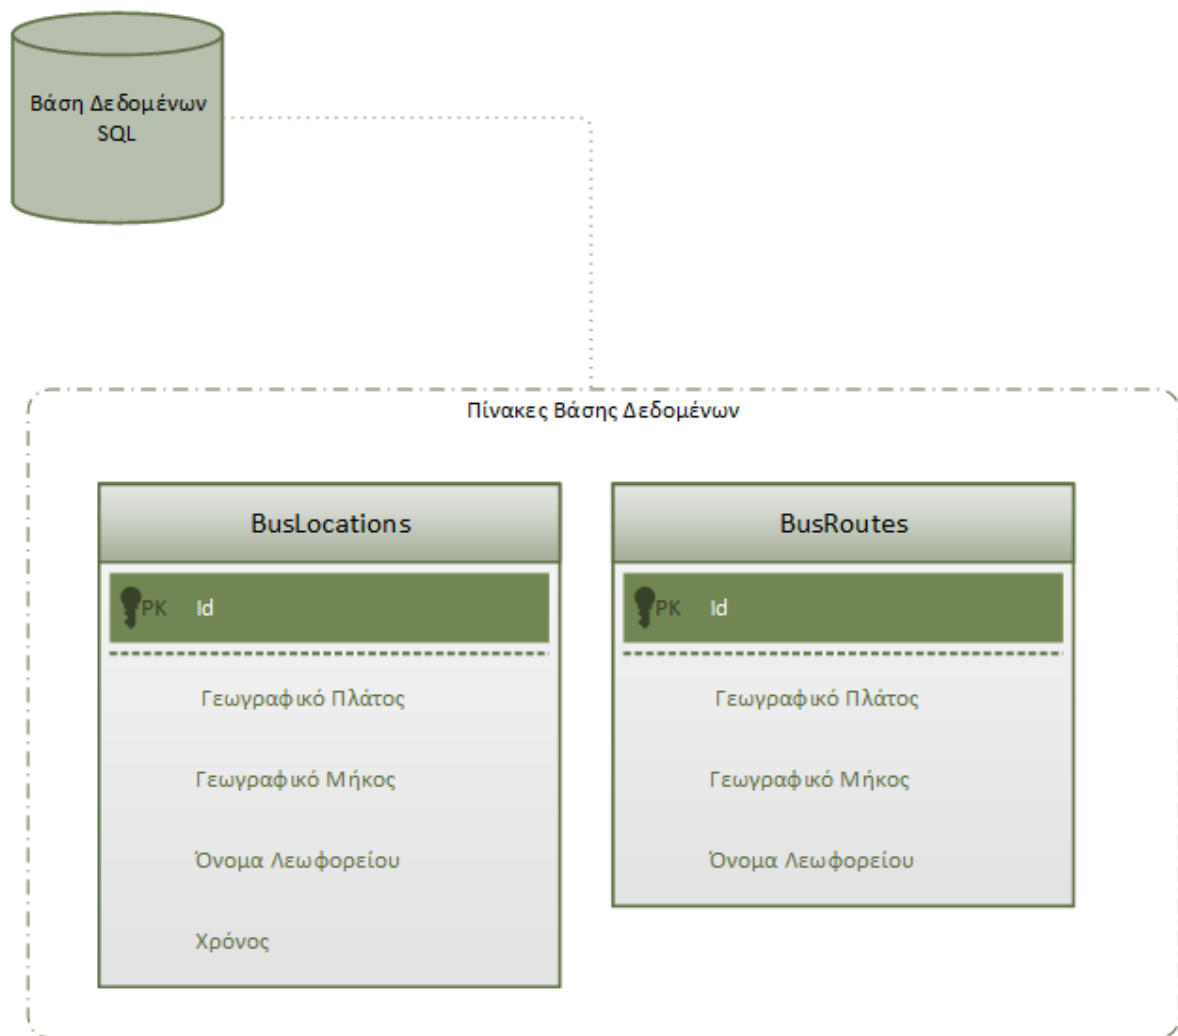 Βάση Δεδομένων
SQL
Πίνακες Βάσης Δεδομένων
BusLocations
PK Id
Γεωγραφικό Πλάτος
Γεωγραφικό Μήκος
Όνομα Λεωφορείου
Χρόνος
BusRoutes
PK Id
Γεωγραφικό Πλάτος
Γεωγραφικό Μήκος
Όνομα Λεωφορείου